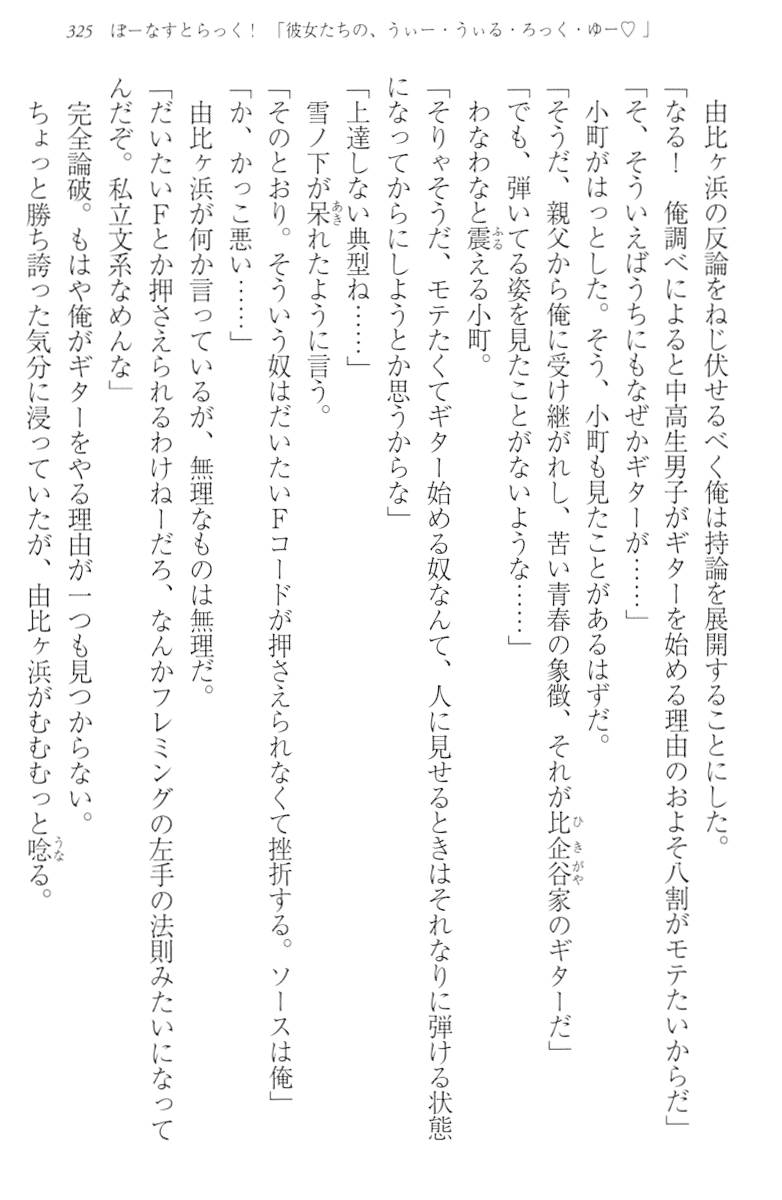 325　ぼーなすとらっく！　「彼女たちの、うぃー・うぃる・ろっく・ゆー♡」
由比ヶ浜の反論をねじ伏せるべく俺は持論を展開することにした。
「なる！　俺調べによると中高生男子がギターを始める理由のおよそ八割がモテたいからだ」
「そ、そういえばうちにもなぜかギターが……」
小町がはっとした。そう、小町も見たことがあるはずだ。
「そうだ、親父から俺に受け継がれし、苦い青春の象徴、それが比企谷家のギターだ」
「でも、弾いてる姿を見たことがないような……」
わなわなと震える小町。
「そりゃそうだ、モテたくてギター始める奴なんて、人に見せるときはそれなりに弾ける状態
になってからにしようとか思うからな」
「上達しない典型ね……」
雪ノ下が呆れたように言う。
「そのとおり。そういう奴はだいたいFコードが押さえられなくて挫折する。ソースは俺」
「か、かっこ悪い……」
由比ヶ浜が何か言っているが、無理なものは無理だ。
「だいたいFとか押さえられるわけねーだろ、なんかフレミングの左手の法則みたいになって
んだぞ。私立文系なめんな」
完全論破。もはや俺がギターをやる理由が一つも見つからない。
ちょっと勝ち誇った気分に浸っていたが、由比ヶ浜がむむむっと唸る。